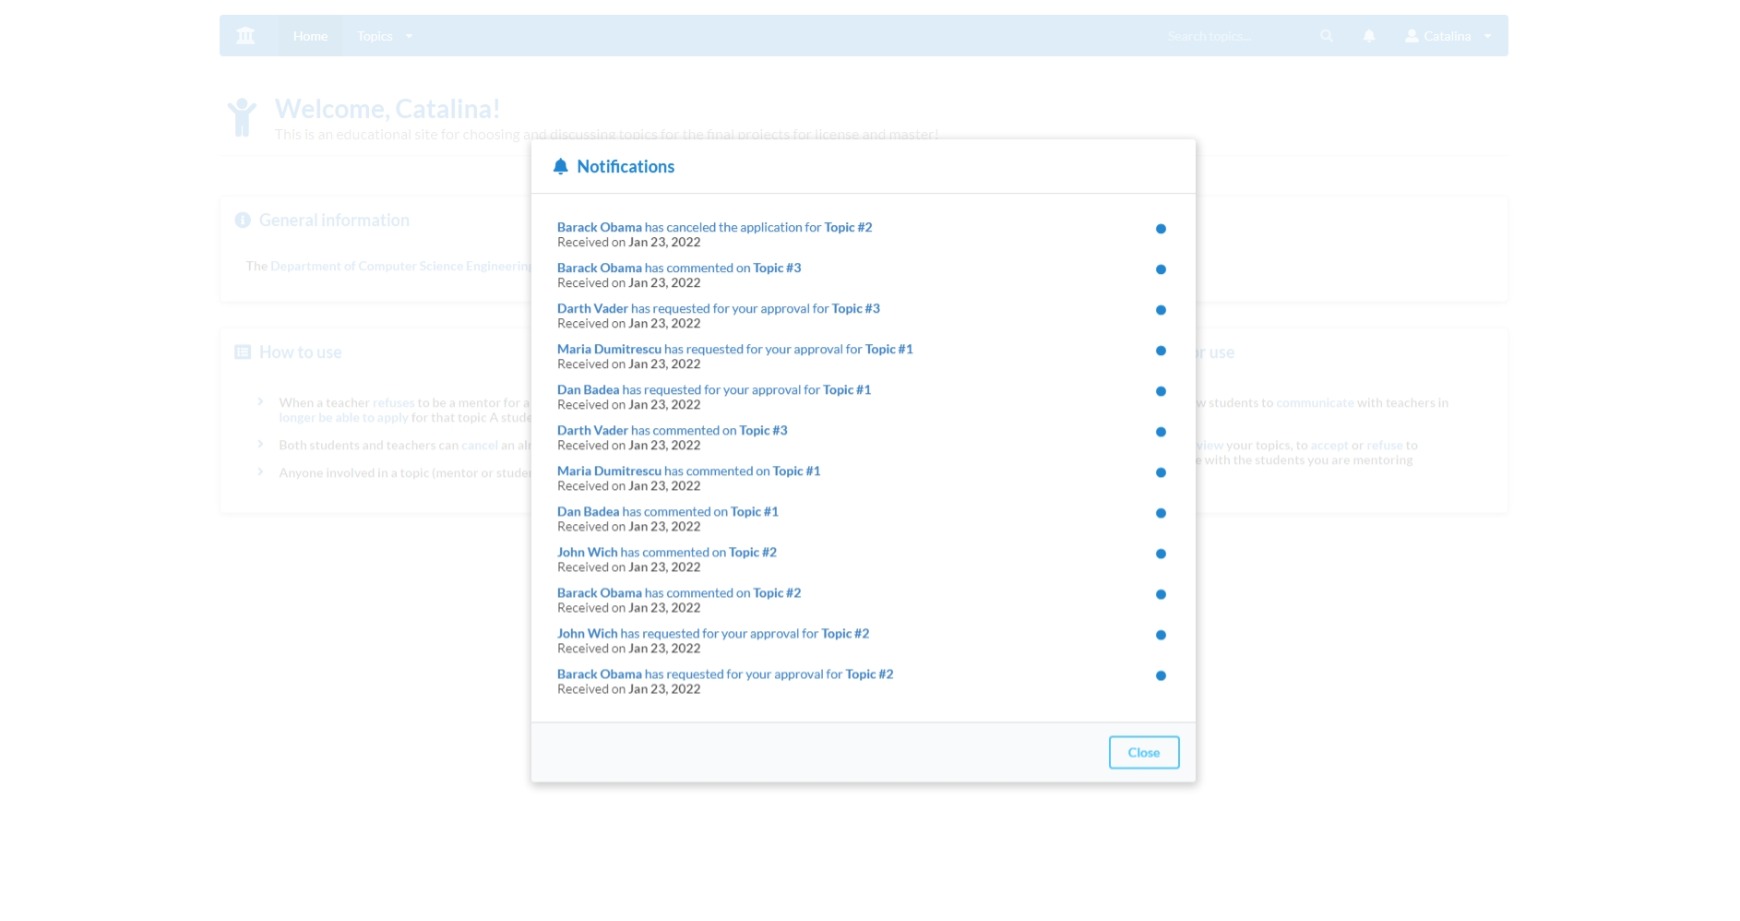 Home Topics Search topics... Catalina
Welcome, Catalina!
This is an educational site for choosing and discussing topics for the final projects for license and master!
Notifications
General information
The Department of Computer Science Engineering
How to use
When a teacher refuses to be a mentor for a
longer be able to apply for that topic A stude
Both students and teachers can cancel an al
Anyone involved in a topic (mentor or studen
or use
w students to communicate with teachers in
view your topics, to accept or refuse to
e with the students you are mentoring
Barack Obama has canceled the application for Topic #2
Received on Jan 23, 2022
Barack Obama has commented on Topic #3
Received on Jan 23, 2022
Darth Vader has requested for your approval for Topic #3
Received on Jan 23, 2022
Maria Dumitrescu has requested for your approval for Topic #1
Received on Jan 23, 2022
Dan Badea has requested for your approval for Topic #1
Received on Jan 23, 2022
Darth Vader has commented on Topic #3
Received on Jan 23, 2022
Maria Dumitrescu has commented on Topic #1
Received on Jan 23, 2022
Dan Badea has commented on Topic #1
Received on Jan 23, 2022
John Wich has commented on Topic #2
Received on Jan 23, 2022
Barack Obama has commented on Topic #2
Received on Jan 23, 2022
John Wich has requested for your approval for Topic #2
Received on Jan 23, 2022
Barack Obama has requested for your approval for Topic #2
Received on Jan 23, 2022
Close